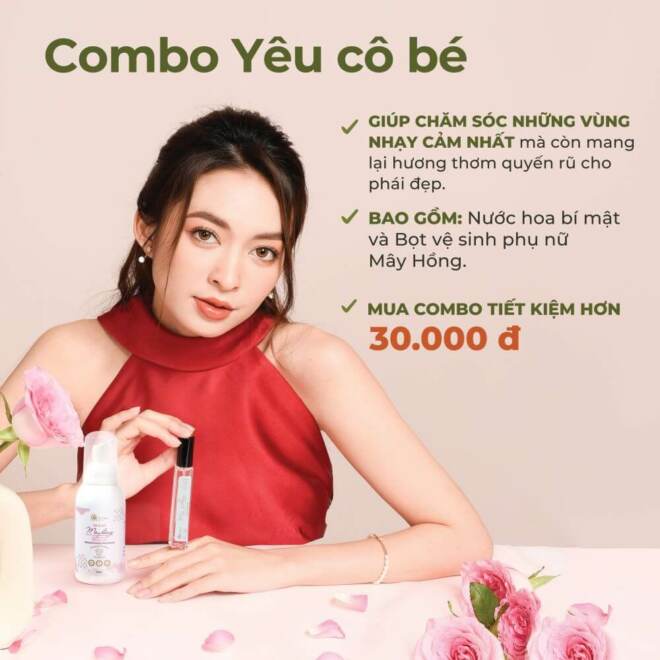 Combo Yêu cô bé
GIÚP CHĂM SÓC NHỮNG VÙNG
NHẠY CẢM NHẤT mà còn mang
lại hương thơm quyến rũ cho
phái đẹp.
BAO GỒM: Nước hoa bí mật
và Bọt vệ sinh phụ nữ
Mây Hồng.
MUA COMBO TIẾT KIỆM HƠN
30.000 đ